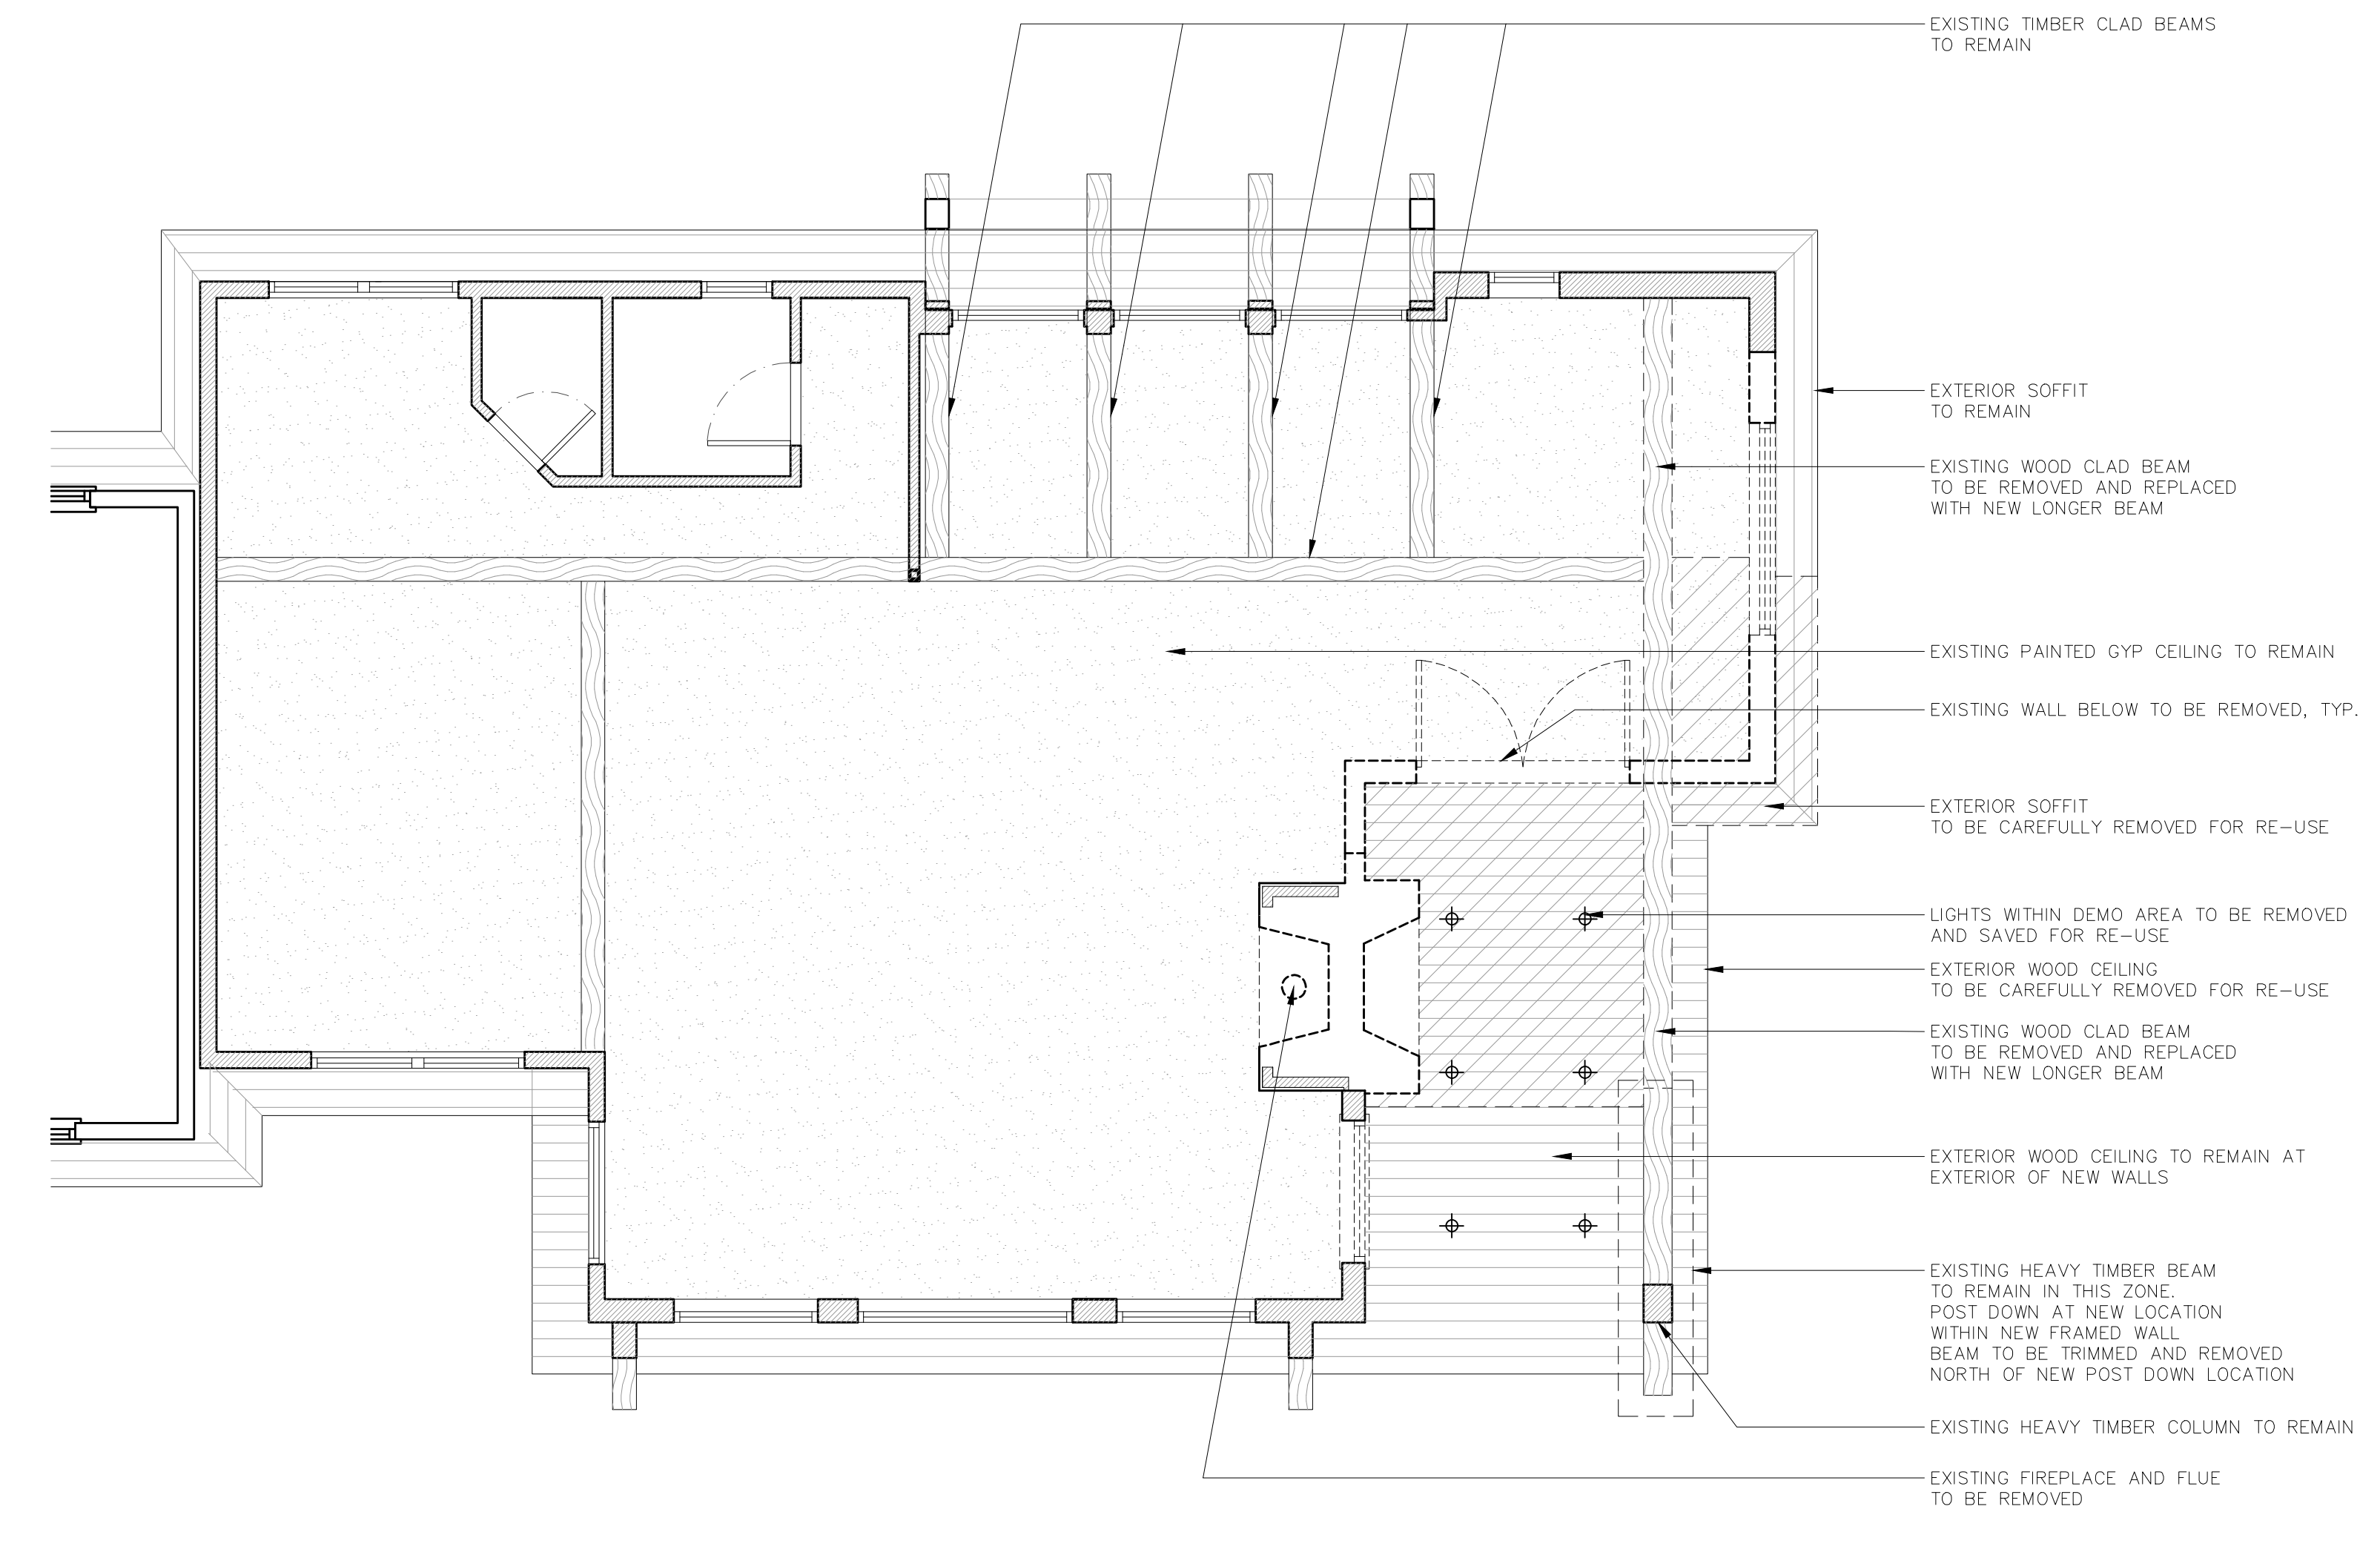 EXISTING TIMBER CLAD BEAMS
TO REMAIN
EXTERIOR SOFFIT
TO REMAIN
EXISTING WOOD CLAD BEAM
TO BE REMOVED AND REPLACED
WITH NEW LONGER BEAM
EXISTING PAINTED GYP CEILING TO REMAIN
EXISTING WALL BELOW TO BE REMOVED, TYP.
EXTERIOR SOFFIT
TO BE CAREFULLY REMOVED FOR RE-USE
LIGHTS WITHIN DEMO AREA TO BE REMOVED
AND SAVED FOR RE-USE
EXTERIOR WOOD CEILING
TO BE CAREFULLY REMOVED FOR RE-USE
EXISTING WOOD CLAD BEAM
TO BE REMOVED AND REPLACED
WITH NEW LONGER BEAM
EXTERIOR WOOD CEILING TO REMAIN AT
EXTERIOR OF NEW WALLS
EXISTING HEAVY TIMBER BEAM
TO REMAIN IN THIS ZONE.
POST DOWN AT NEW LOCATION
WITHIN NEW FRAMED WALL
BEAM TO BE TRIMMED AND REMOVED
NORTH OF NEW POST DOWN LOCATION
EXISTING HEAVY TIMBER COLUMN TO REMAIN
EXISTING FIREPLACE AND FLUE
TO BE REMOVED